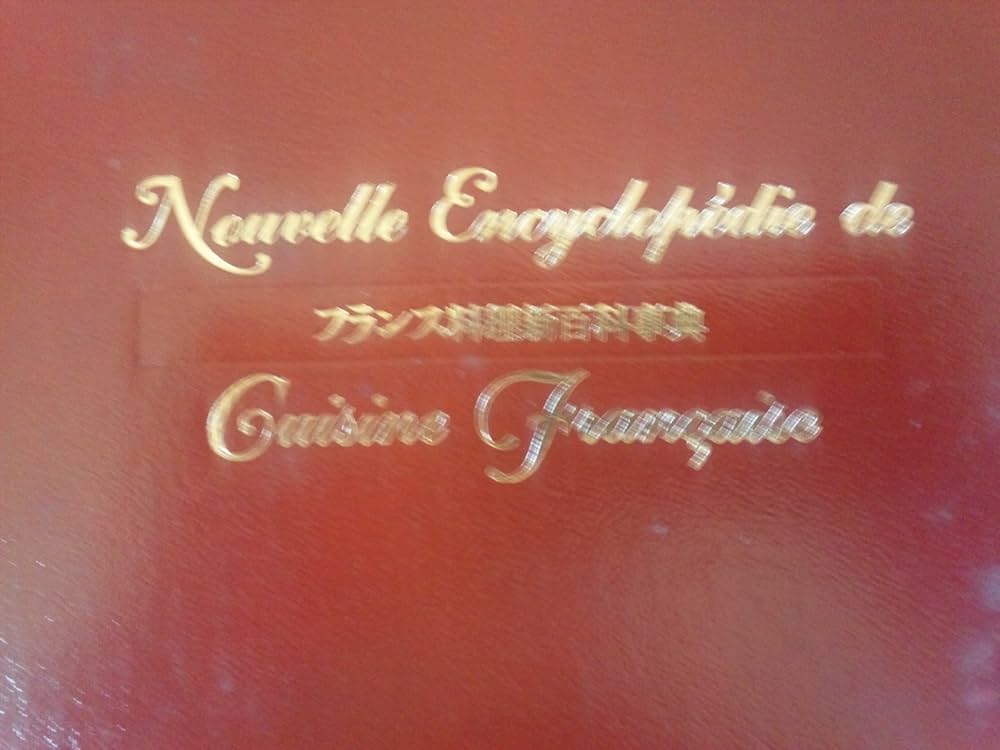 Nouvelle Encyclopédie de
フランス料理新百科事典
Cuisine Française